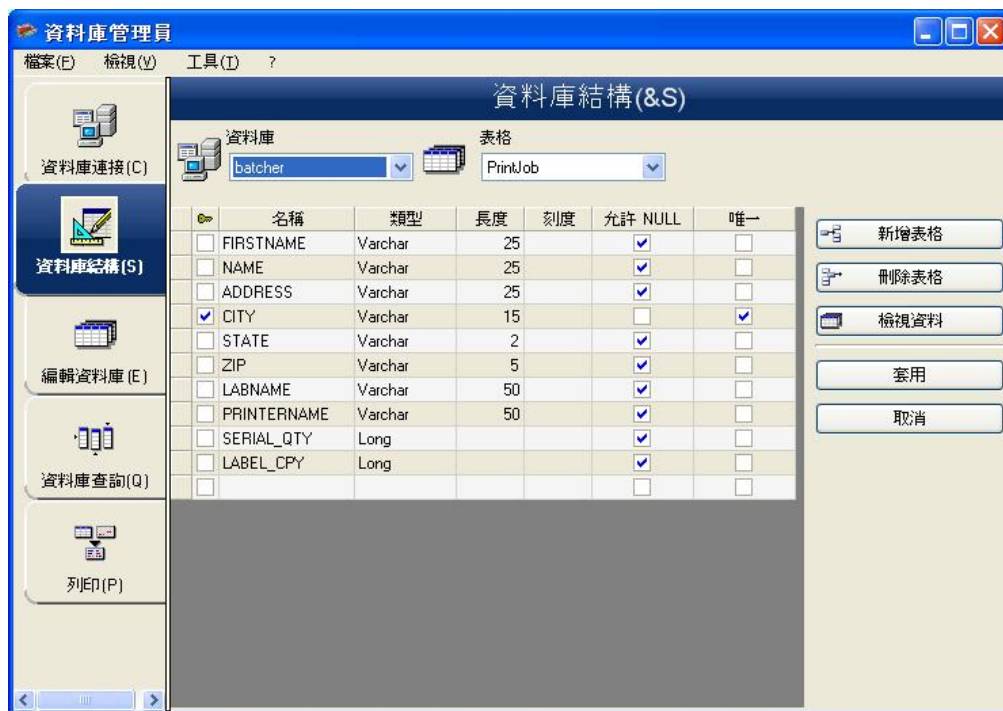 資料庫管理員
檔案(F) 檢視(V) 工具(T) ?
資料庫結構(&S)
資料庫連接(C)
資料庫結構(S)
編輯資料庫(E)
資料庫查詢(Q)
列印(P)
資料庫 表格
batcher PrintJob
名稱 類型 長度 刻度 允許 NULL 唯一
FIRSTNAME Varchar 25
NAME Varchar 25
ADDRESS Varchar 25
CITY Varchar 15
STATE Varchar 2
ZIP Varchar 5
LABNAME Varchar 50
PRINTERNAME Varchar 50
SERIAL_QTY Long
LABEL_CPY Long
新增表格
刪除表格
檢視資料
套用
取消